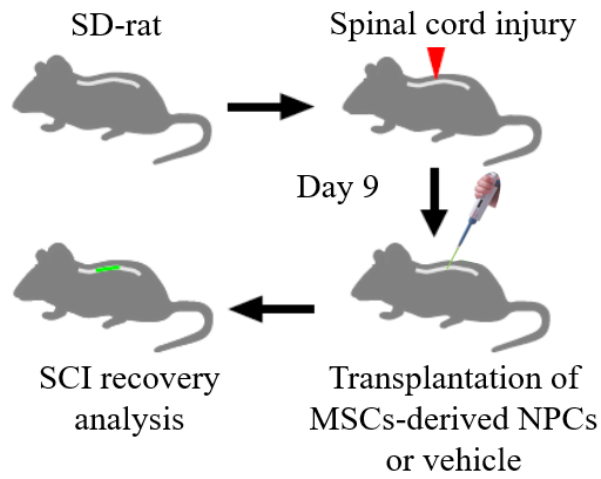 SD-rat
Spinal cord injury
Day 9
Transplantation of
MSCs-derived NPCs
or vehicle
SCI recovery
analysis